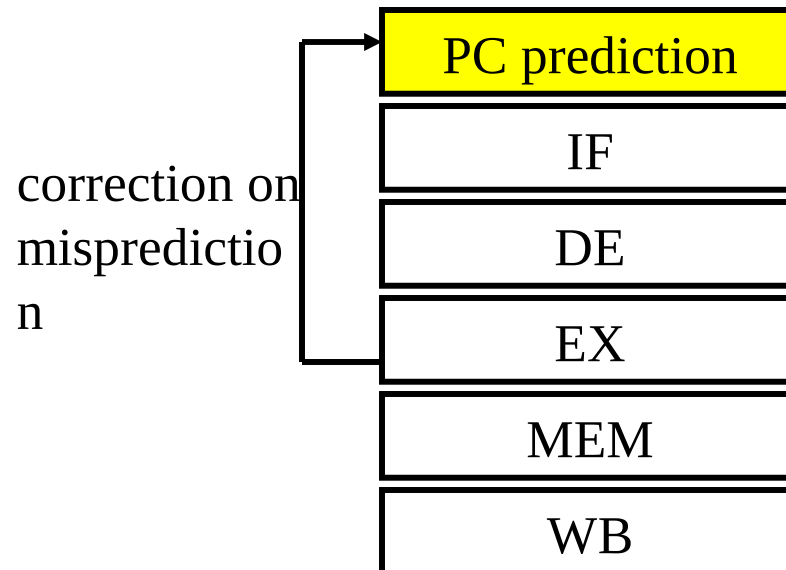 PC prediction
IF
correction on
mispredictio
n
DE
EX
MEM
WB